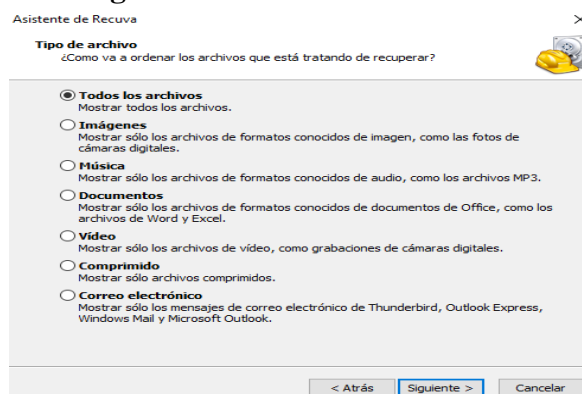 Asistente de Recuva
Tipo de archivo
¿Como va a ordenar los archivos que está tratando de recuperar?
Todos los archivos
Mostrar todos los archivos.
Imágenes
Mostrar sólo los archivos de formatos conocidos de imagen, como las fotos de
cámaras digitales.
Música
Mostrar sólo los archivos de formatos conocidos de audio, como los archivos MP3.
Documentos
Mostrar sólo los archivos de formatos conocidos de documentos de Office, como los
archivos de Word y Excel.
Vídeo
Mostrar sólo los archivos de vídeo, como grabaciones de cámaras digitales.
Comprimido
Mostrar sólo archivos comprimidos.
Correo electrónico
Mostrar sólo los mensajes de correo electrónico de Thunderbird, Outlook Express,
Windows Mail y Microsoft Outlook.
< Atrás Siguiente > Cancelar